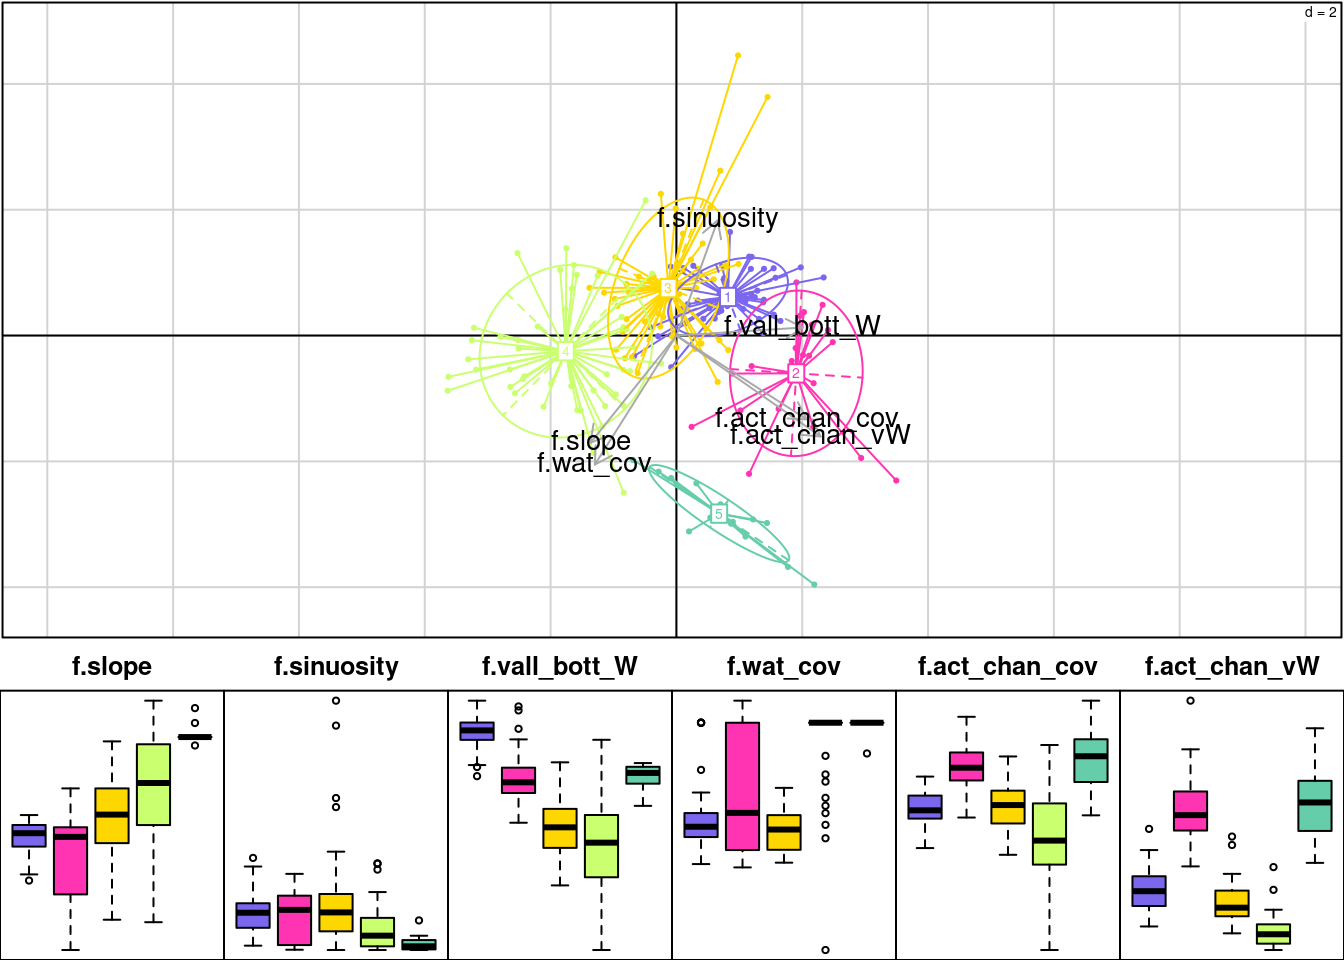 d = 2
f.sinuosity
3
1
f.vall_bott_W
4
2
f.act_chan_cov
f.act_chan_vW
f.slope
f.wat_cov
5
f.slope f.sinuosity f.vall_bott_W f.wat_cov f.act_chan_cov f.act_chan_vW